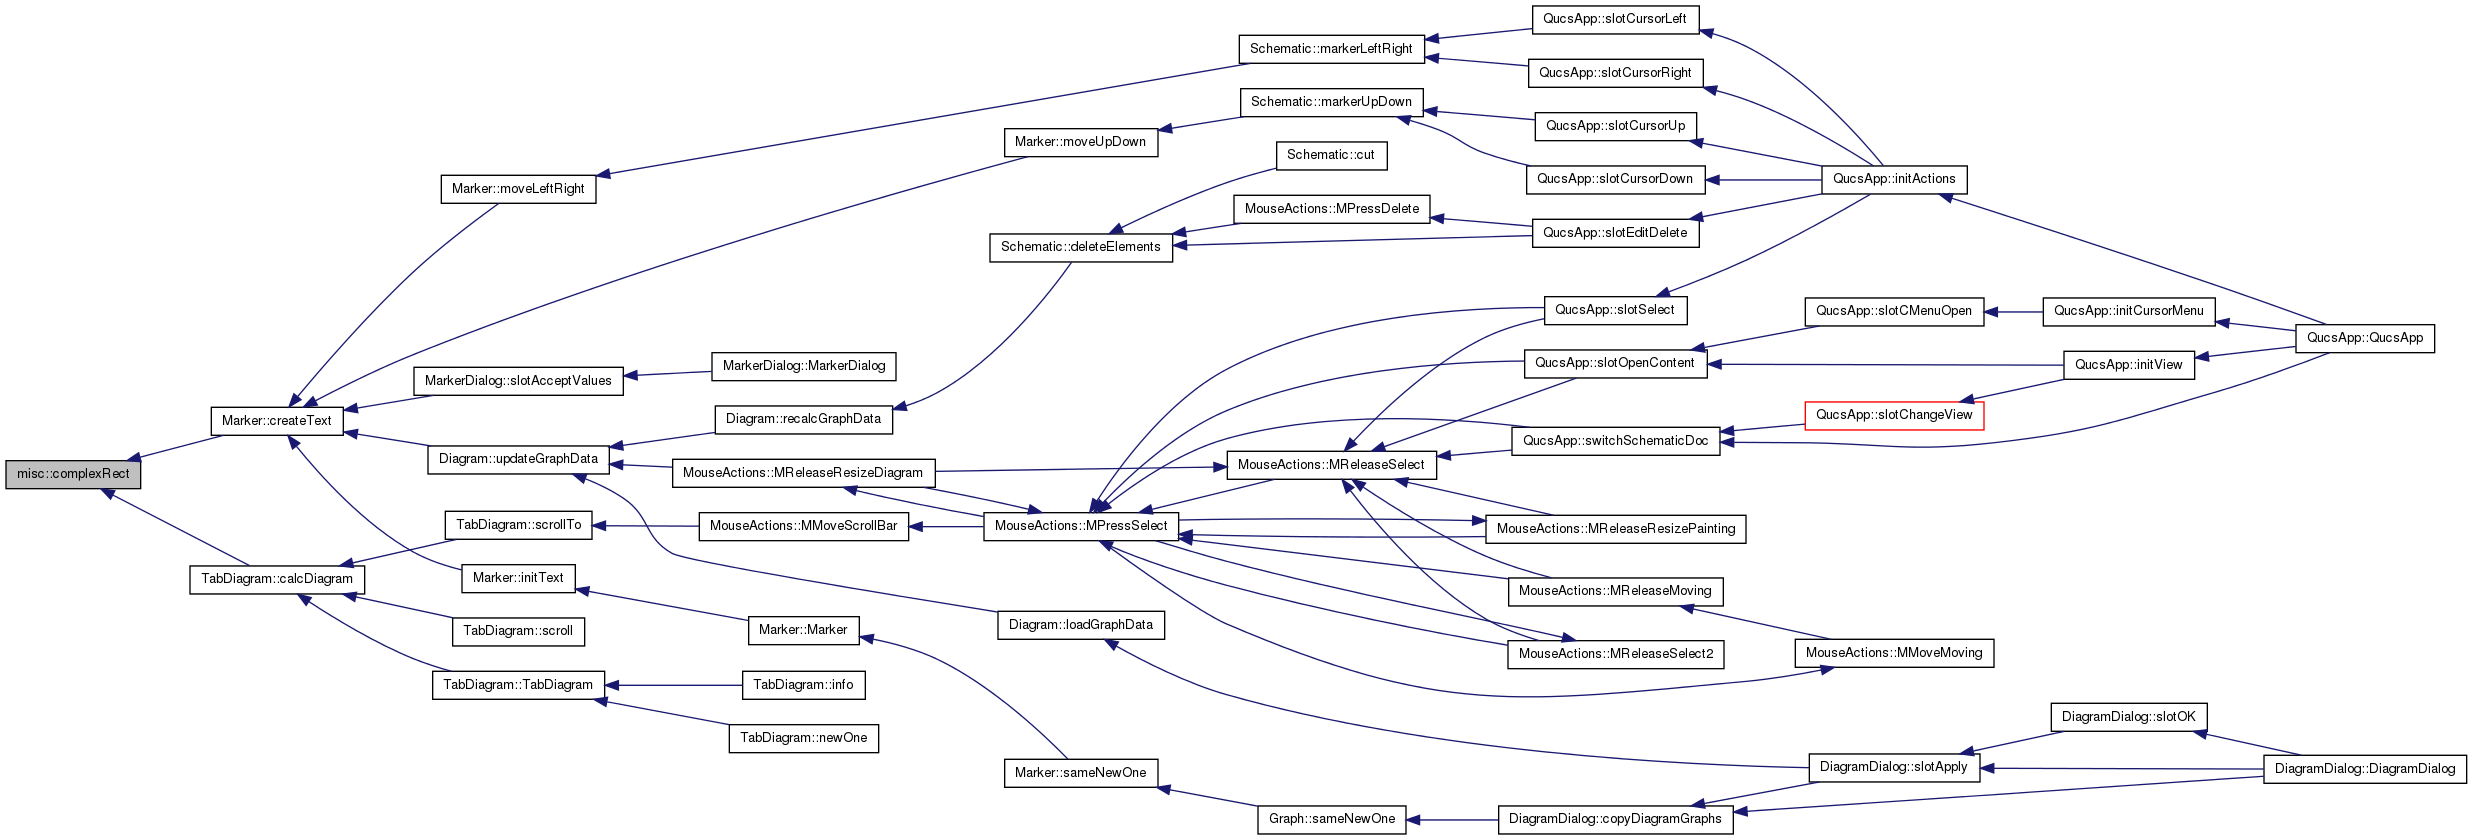 misc::complexRect
Marker::createText
TabDiagram::calcDiagram
Marker::moveLeftRight
MarkerDialog::slotAcceptValues
Diagram::updateGraphData
TabDiagram::scrollTo
Marker::initText
TabDiagram::scroll
TabDiagram::TabDiagram
MarkerDialog::MarkerDialog
Diagram::recalcGraphData
MouseActions::MReleaseResizeDiagram
MouseActions::MMoveScrollBar
Marker::Marker
TabDiagram::info
TabDiagram::newOne
Marker::moveUpDown
Schematic::deleteElements
MouseActions::MPressSelect
Diagram::loadGraphData
Marker::sameNewOne
Schematic::markerLeftRight
Schematic::markerUpDown
Schematic::cut
MouseActions::MPressDelete
MouseActions::MReleaseSelect
Graph::sameNewOne
QucsApp::slotCursorLeft
QucsApp::slotCursorRight
QucsApp::slotCursorUp
QucsApp::slotCursorDown
QucsApp::slotEditDelete
QucsApp::slotSelect
QucsApp::slotOpenContent
QucsApp::switchSchematicDoc
MouseActions::MReleaseResizePainting
MouseActions::MReleaseMoving
MouseActions::MReleaseSelect2
DiagramDialog::copyDiagramGraphs
QucsApp::initActions
QucsApp::slotCMenuOpen
QucsApp::slotChangeView
MouseActions::MMoveMoving
DiagramDialog::slotApply
QucsApp::initCursorMenu
QucsApp::initView
DiagramDialog::slotOK
QucsApp::QucsApp
DiagramDialog::DiagramDialog